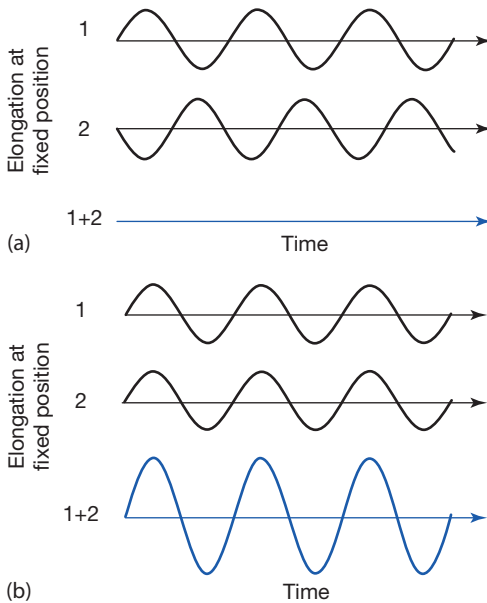 1
Elongation at
fixed position
2
1+2
(a)
Time
1
Elongation at
fixed position
2
1+2
(b)
Time